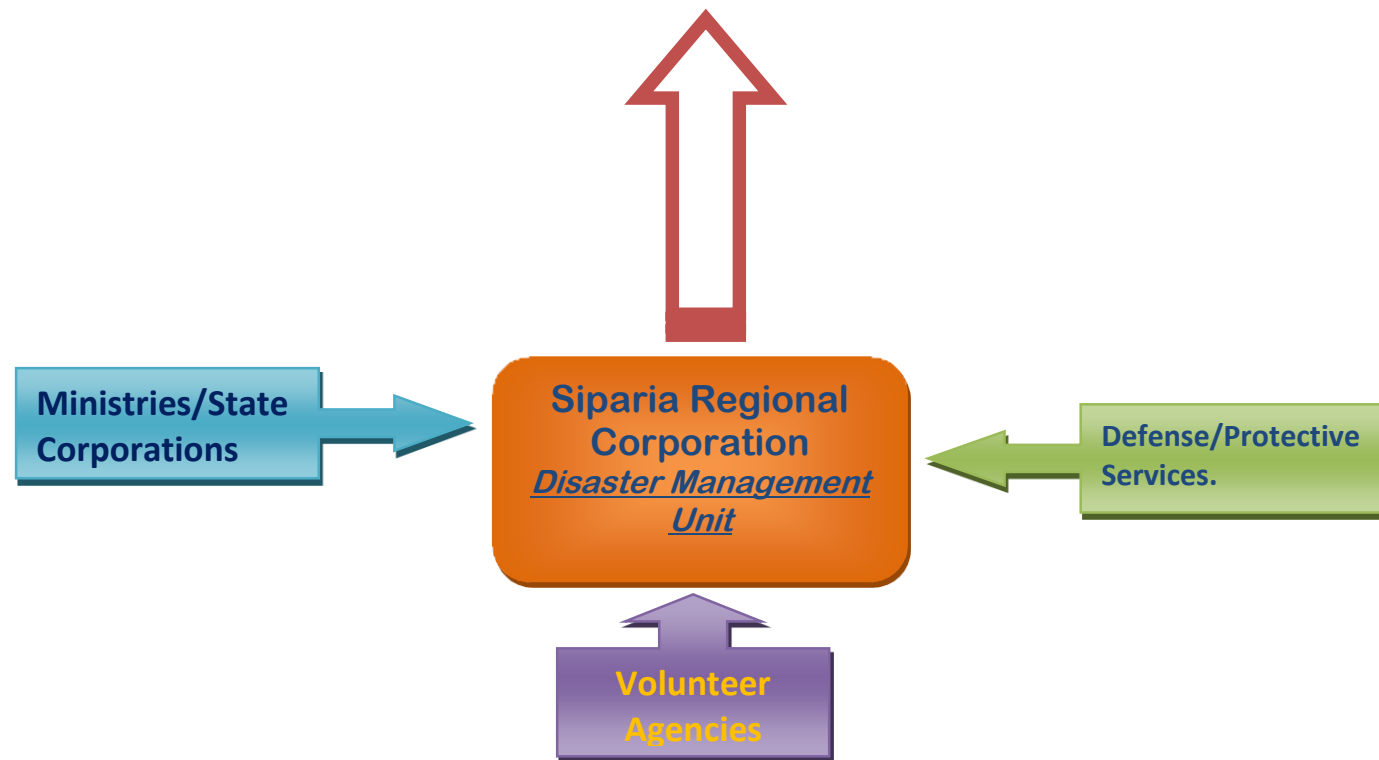 Siparia Regional
Corporation
Disaster Management
Unit
Ministries/State
Corporations
Defense/Protective
Services.
Volunteer
Agencies